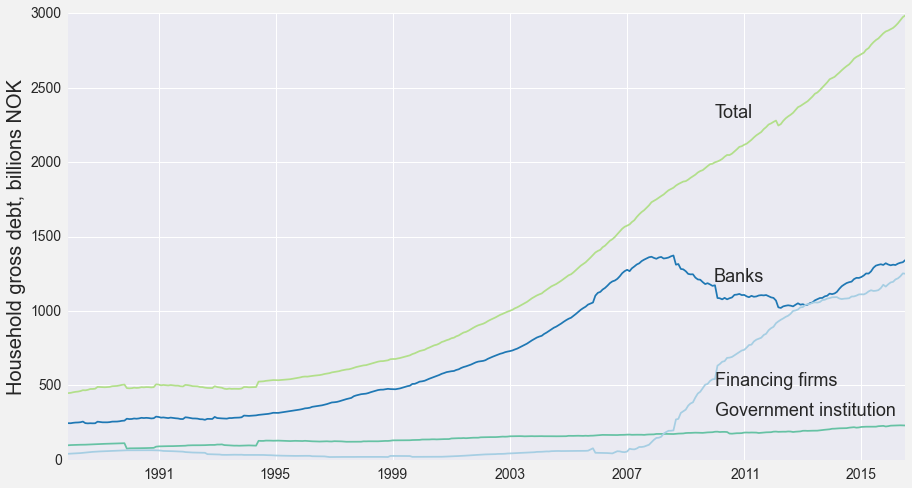 Household gross debt, billions NOK
3000
2500
2000
1500
1000
500
0
Total
Banks
Financing firms
Government institution
1991
1995
1999
2003
2007
2011
2015